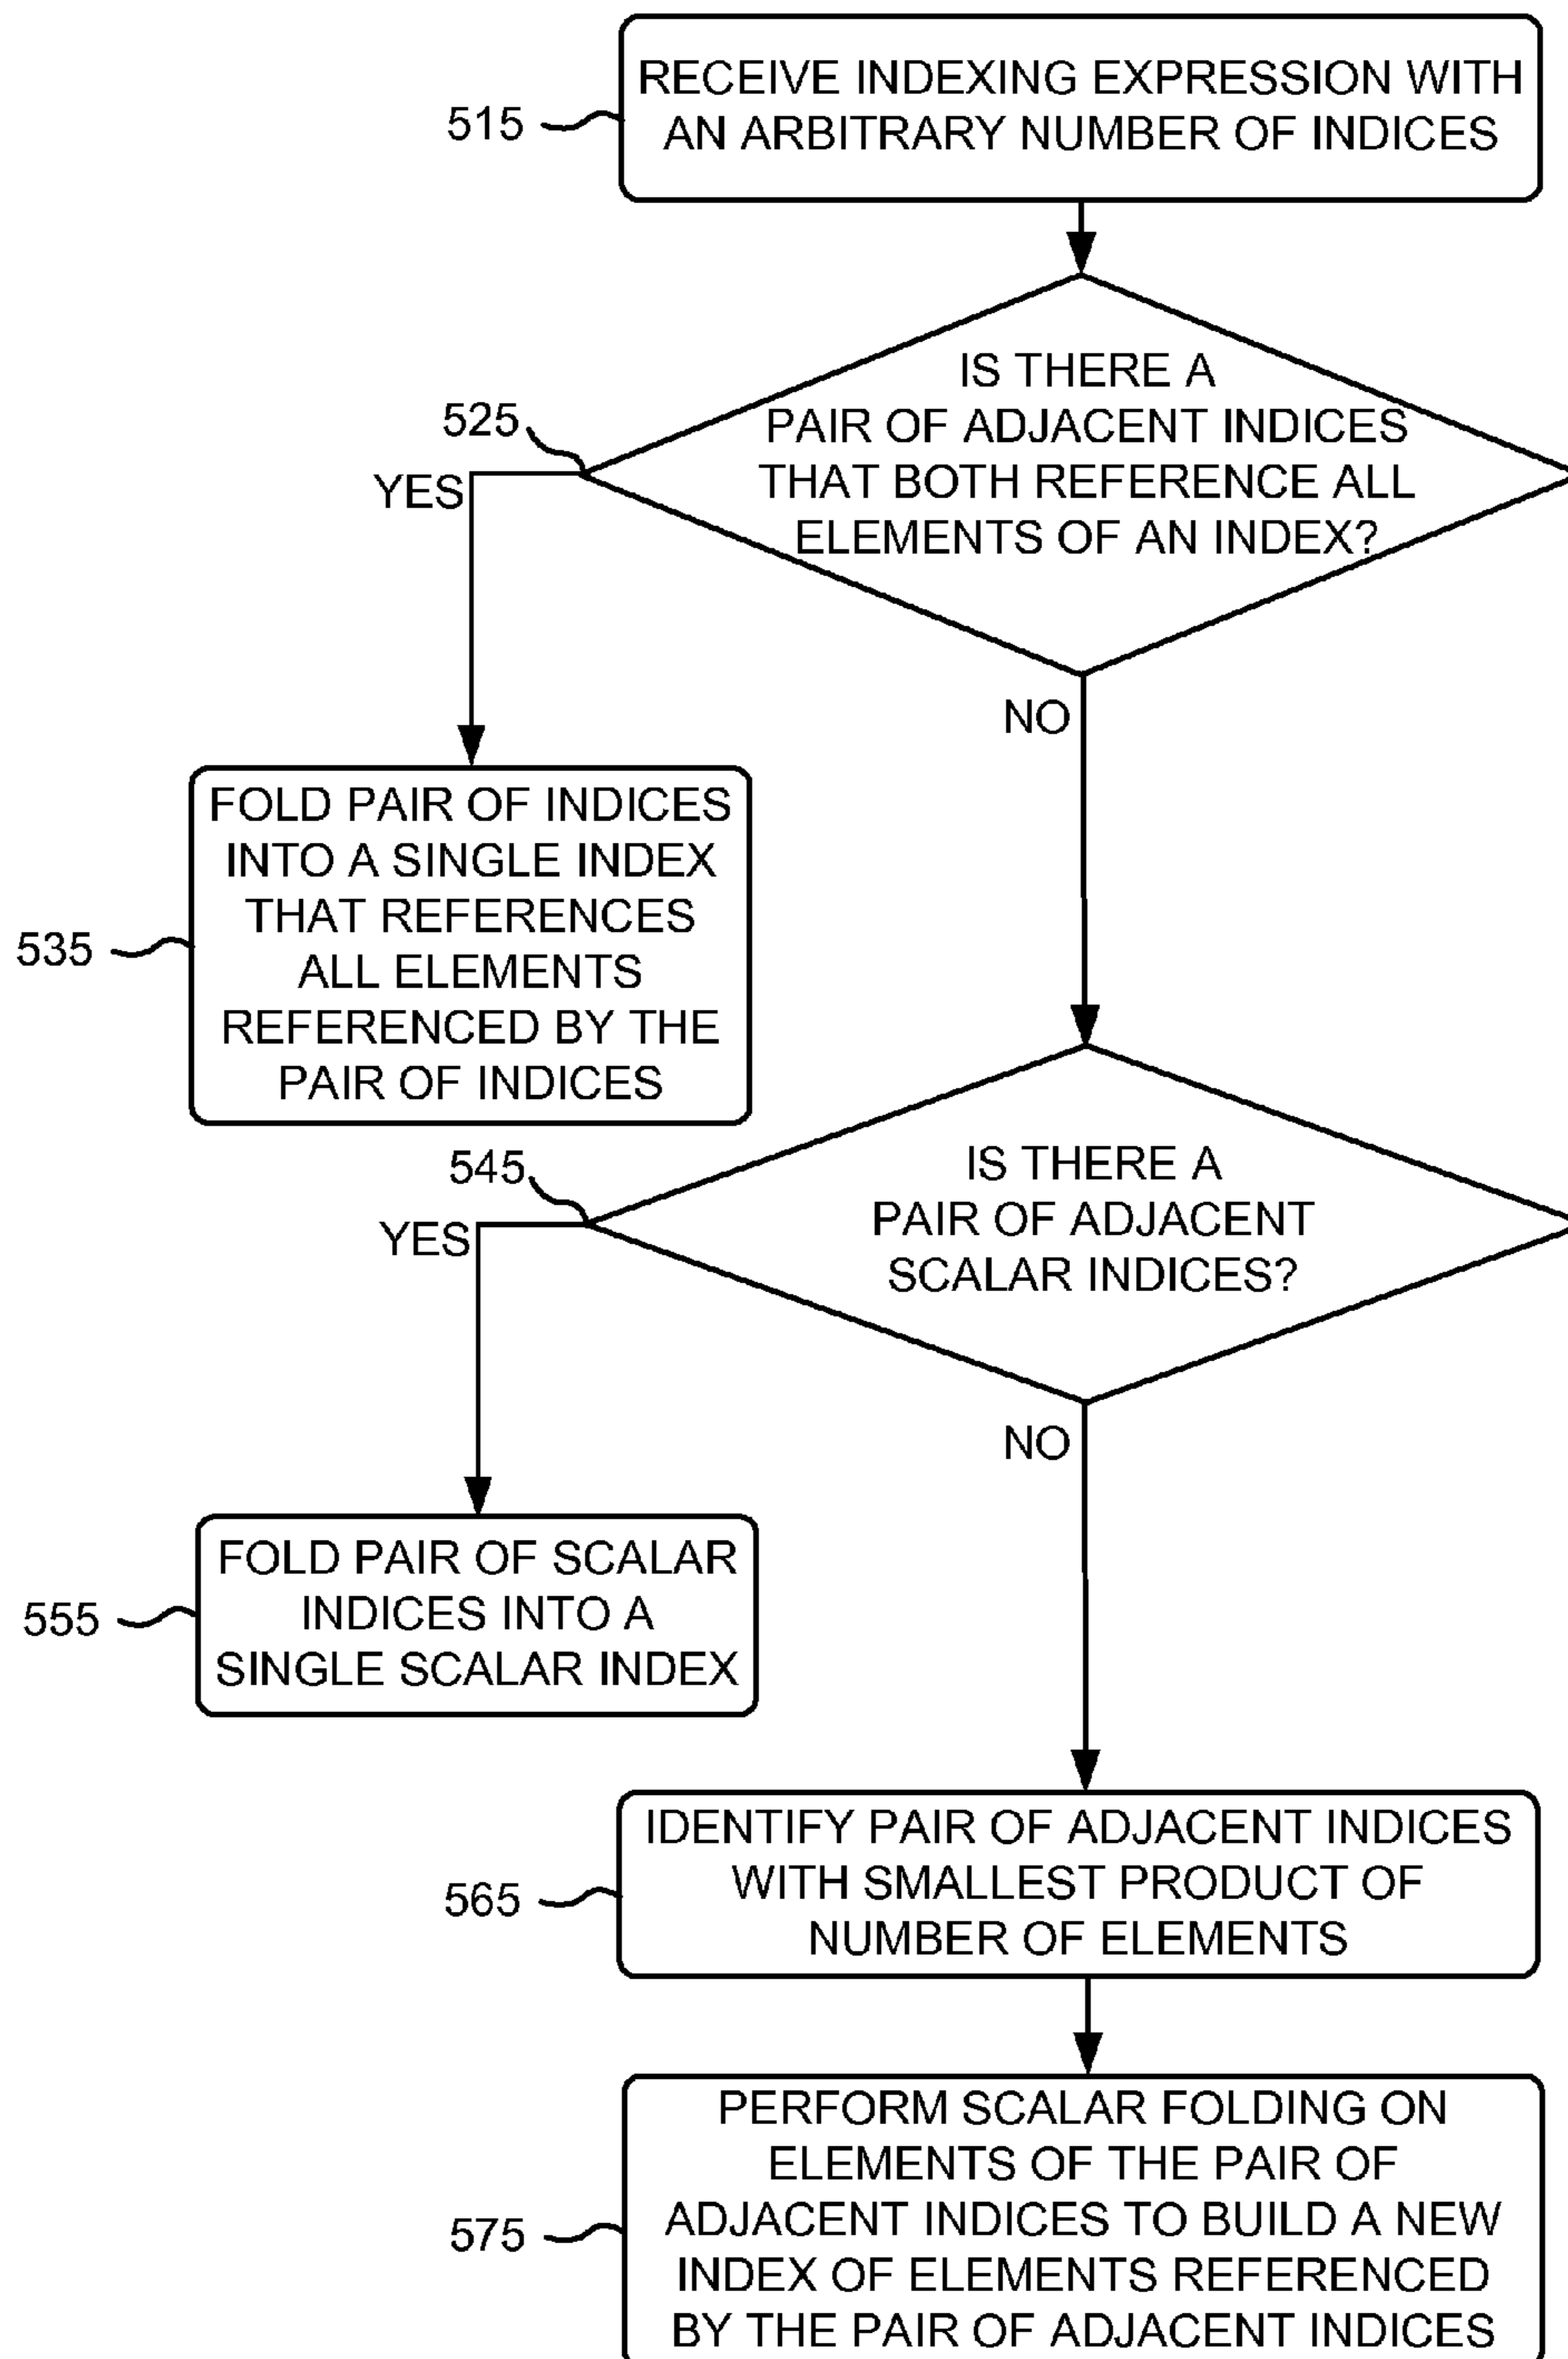 RECEIVE INDEXING EXPRESSION WITH
AN ARBITRARY NUMBER OF INDICES
515
IS THERE A
PAIR OF ADJACENT INDICES
THAT BOTH REFERENCE ALL
ELEMENTS OF AN INDEX?
525
YES
NO
FOLD PAIR OF INDICES
INTO A SINGLE INDEX
THAT REFERENCES
ALL ELEMENTS
REFERENCED BY THE
PAIR OF INDICES
535
545
IS THERE A
PAIR OF ADJACENT
SCALAR INDICES?
YES
NO
FOLD PAIR OF SCALAR
INDICES INTO A
SINGLE SCALAR INDEX
555
IDENTIFY PAIR OF ADJACENT INDICES
WITH SMALLEST PRODUCT OF
NUMBER OF ELEMENTS
565
PERFORM SCALAR FOLDING ON
ELEMENTS OF THE PAIR OF
ADJACENT INDICES TO BUILD A NEW
INDEX OF ELEMENTS REFERENCED
BY THE PAIR OF ADJACENT INDICES
575